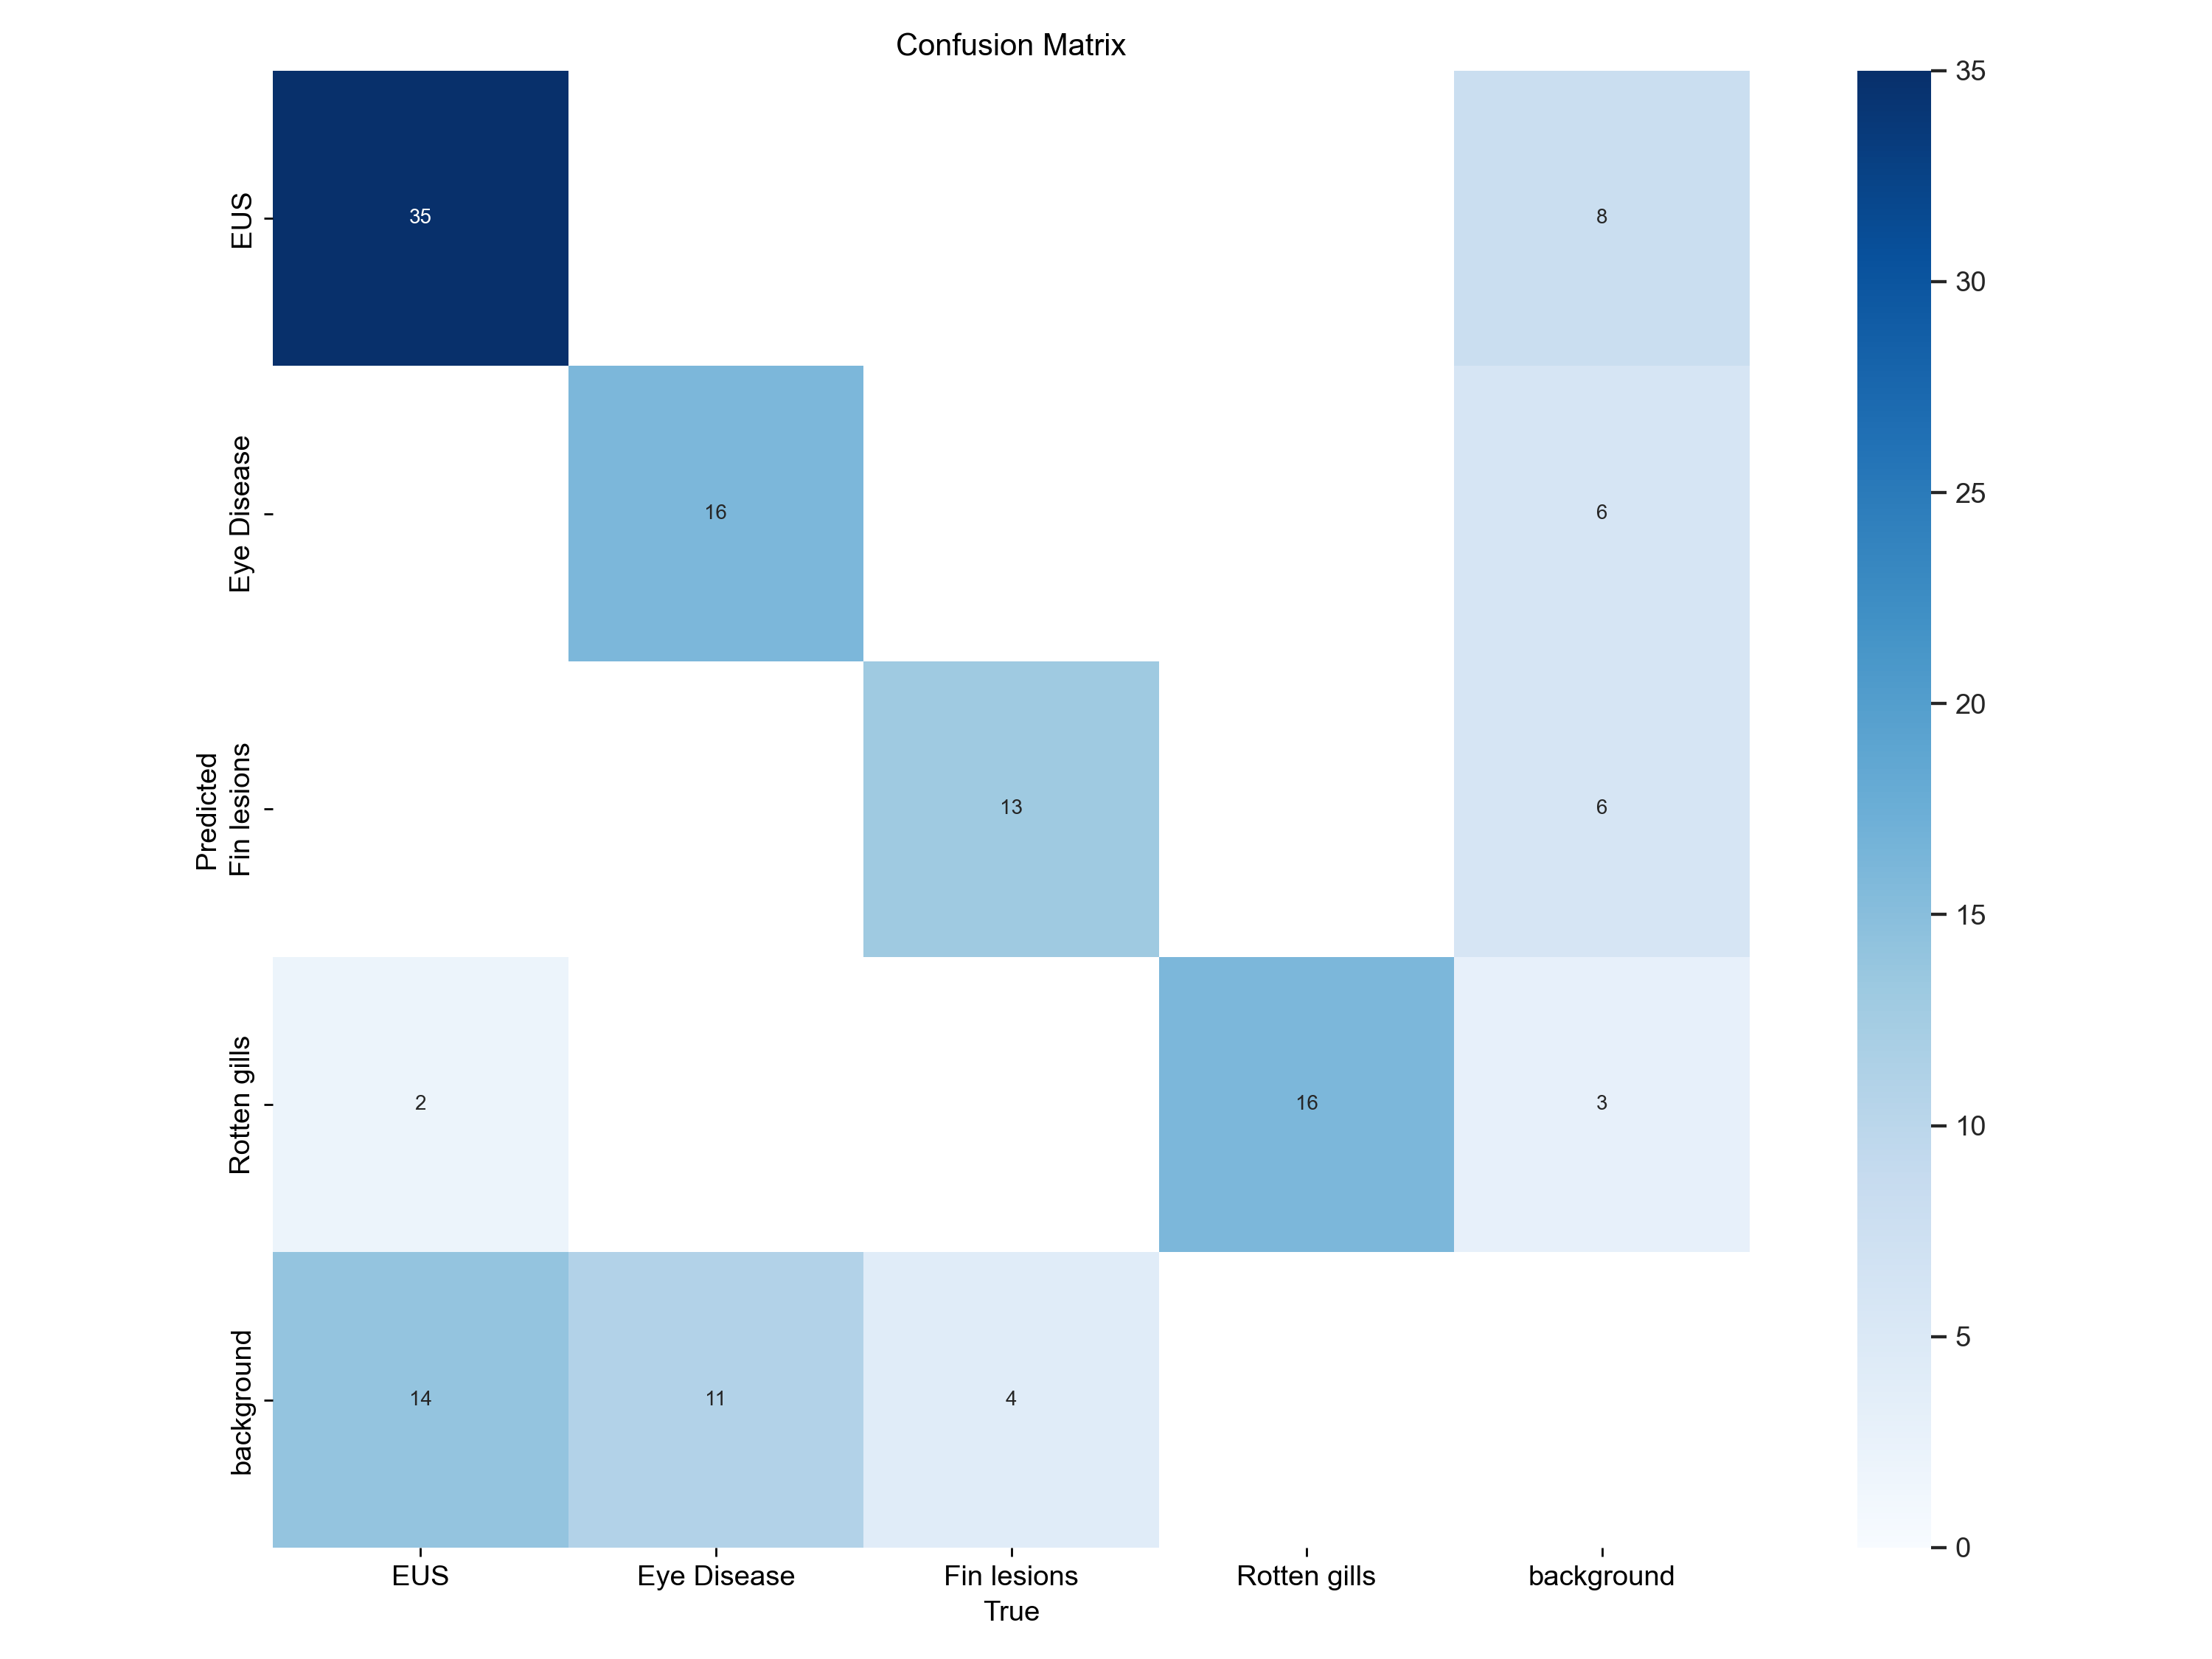 Confusion Matrix
EUS
Eye Disease
Fin lesions
Rotten gills
background
Predicted
35
8
16
6
13
6
2
16
3
14
11
4
EUS
Eye Disease
Fin lesions
Rotten gills
background
True
35
30
25
20
15
10
5
0